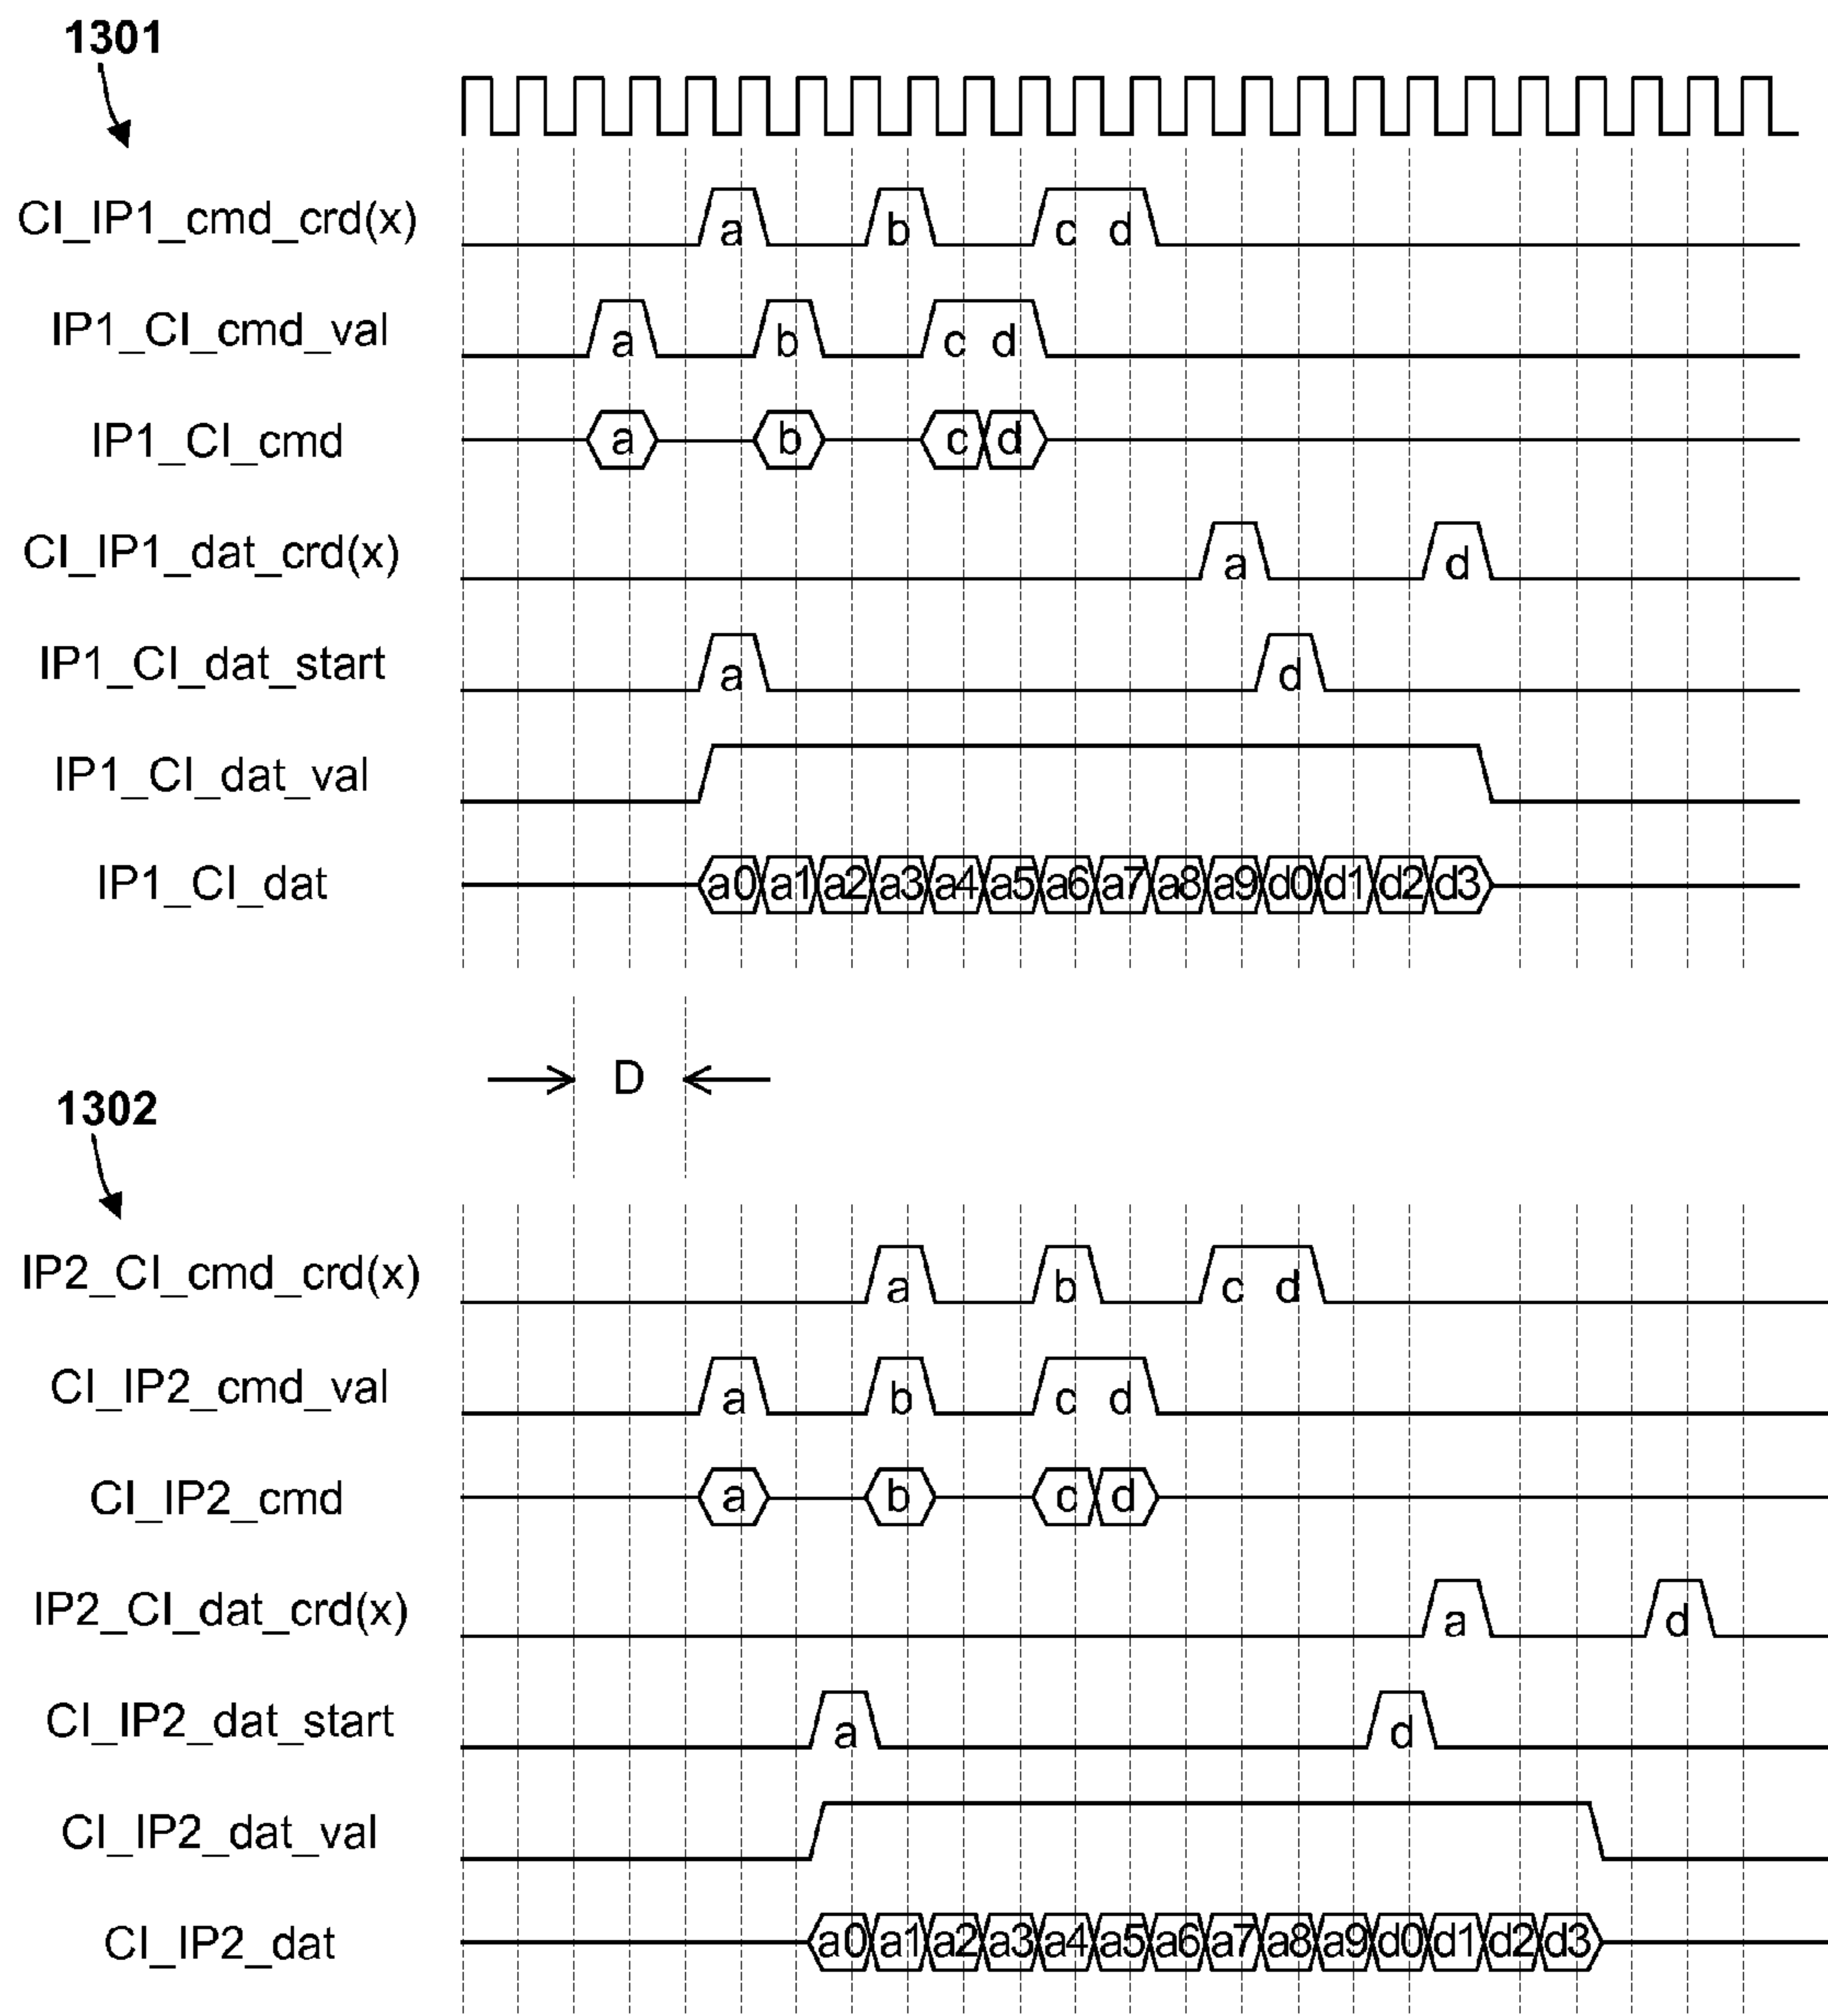 1301
CI_IP1_cmd_crd(x) a b c d
IP1_CI_cmd_val a b c d
IP1_CI_cmd a b c d
CI_IP1_dat_crd(x) a d
IP1_CI_dat_start a d
IP1_CI_dat_val
IP1_CI_dat a0 a1 a2 a3 a4 a5 a6 a7 a8 a9 d0 d1 d2 d3
D
1302
IP2_CI_cmd_crd(x) a b c d
CI_IP2_cmd_val a b c d
CI_IP2_cmd a b c d
IP2_CI_dat_crd(x) a d
CI_IP2_dat_start a d
CI_IP2_dat_val
CI_IP2_dat a0 a1 a2 a3 a4 a5 a6 a7 a8 a9 d0 d1 d2 d3